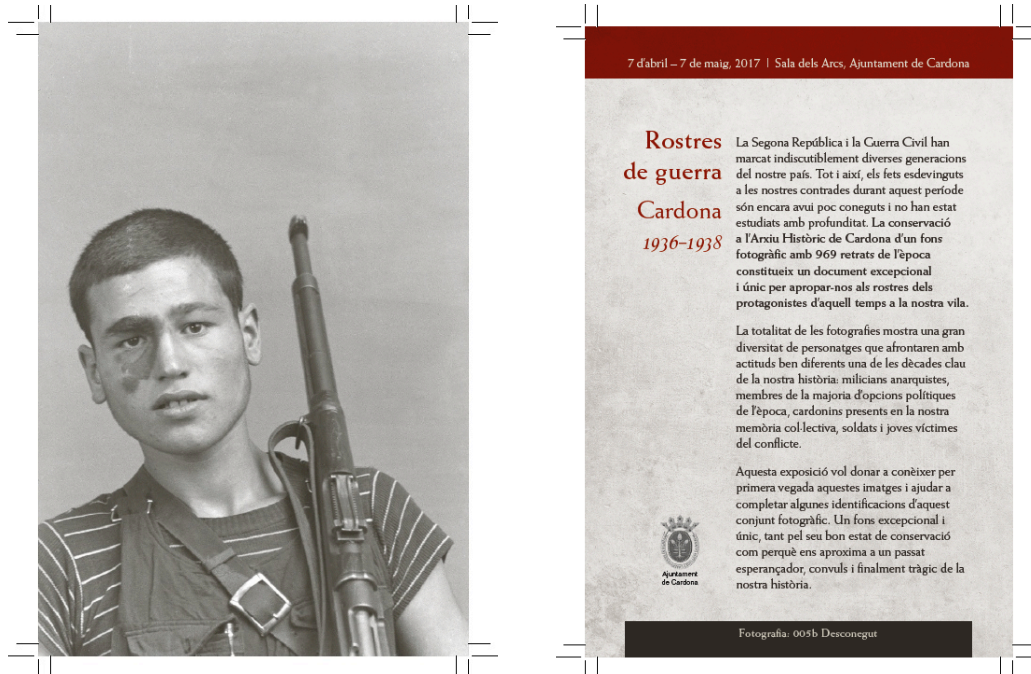 7 d'abril – 7 de maig, 2017 | Sala dels Arcs, Ajuntament de Cardona
Rostres
de guerra
Cardona
1936–1938
La Segona República i la Guerra Civil han
marcat indiscutiblement diverses generacions
del nostre país. Tot i així, els fets esdevinguts
a les nostres contrades durant aquest període
són encara avui poc coneguts i no han estat
estudiats amb profunditat. La conservació
a l'Arxiu Històric de Cardona d'un fons
fotogràfic amb 969 retrats de l'època
constitueix un document excepcional
i únic per apropar-nos als rostres dels
protagonistes d'aquell temps a la nostra vila.
La totalitat de les fotografies mostra una gran
diversitat de personatges que afrontaren amb
actituds ben diferents una de les dècades clau
de la nostra història: milicians anarquistes,
membres de la majoria d'opcions polítiques
de l'època, cardonins presents en la nostra
memòria col·lectiva, soldats i joves víctimes
del conflicte.
Aquesta exposició vol donar a conèixer per
primera vegada aquestes imatges i ajudar a
completar algunes identificacions d'aquest
conjunt fotogràfic. Un fons excepcional i
únic, tant pel seu bon estat de conservació
com perquè ens aproxima a un passat
esperançador, convuls i finalment tràgic de la
nostra història.
Ajuntament
de Cardona
Fotografia: 005b Desconegut